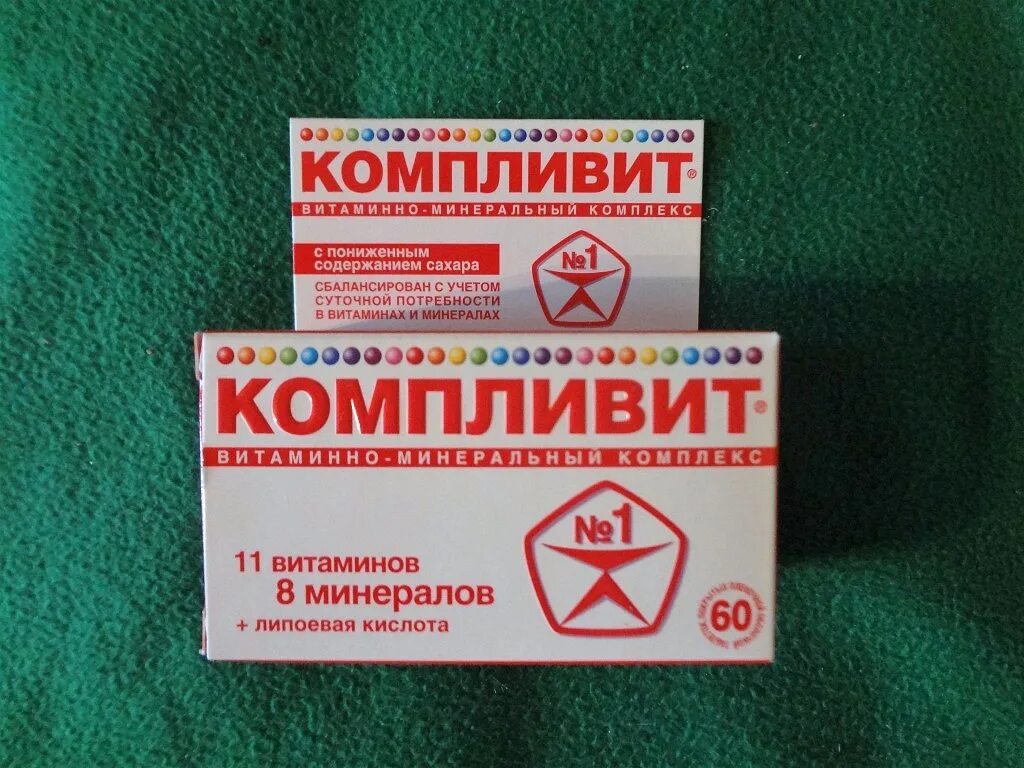 КОМПЛИВИТ®
ВИТАМИННО-МИНЕРАЛЬНЫЙ КОМПЛЕКС
с пониженным
содержанием сахара
СБАЛАНСИРОВАН С УЧЕТОМ
СУТОЧНОЙ ПОТРЕБНОСТИ
В ВИТАМИНАХ И МИНЕРАЛАХ
№1
КОМПЛИВИТ®
ВИТАМИННО-МИНЕРАЛЬНЫЙ КОМПЛЕКС
№1
11 витаминов
8 минералов
+ липоевая кислота
60